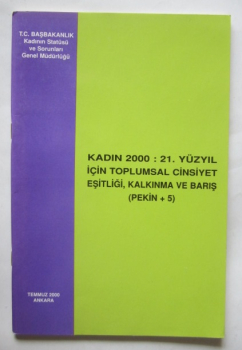 T.C. BAŞBAKANLIK
Kadının Statüsü
ve Sorunları
Genel Müdürlüğü
KADIN 2000 : 21. YÜZYIL
İÇİN TOPLUMSAL CİNSİYET
EŞİTLİĞİ, KALKINMA VE BARIŞ
(PEKİN + 5)
TEMMUZ 2000
ANKARA